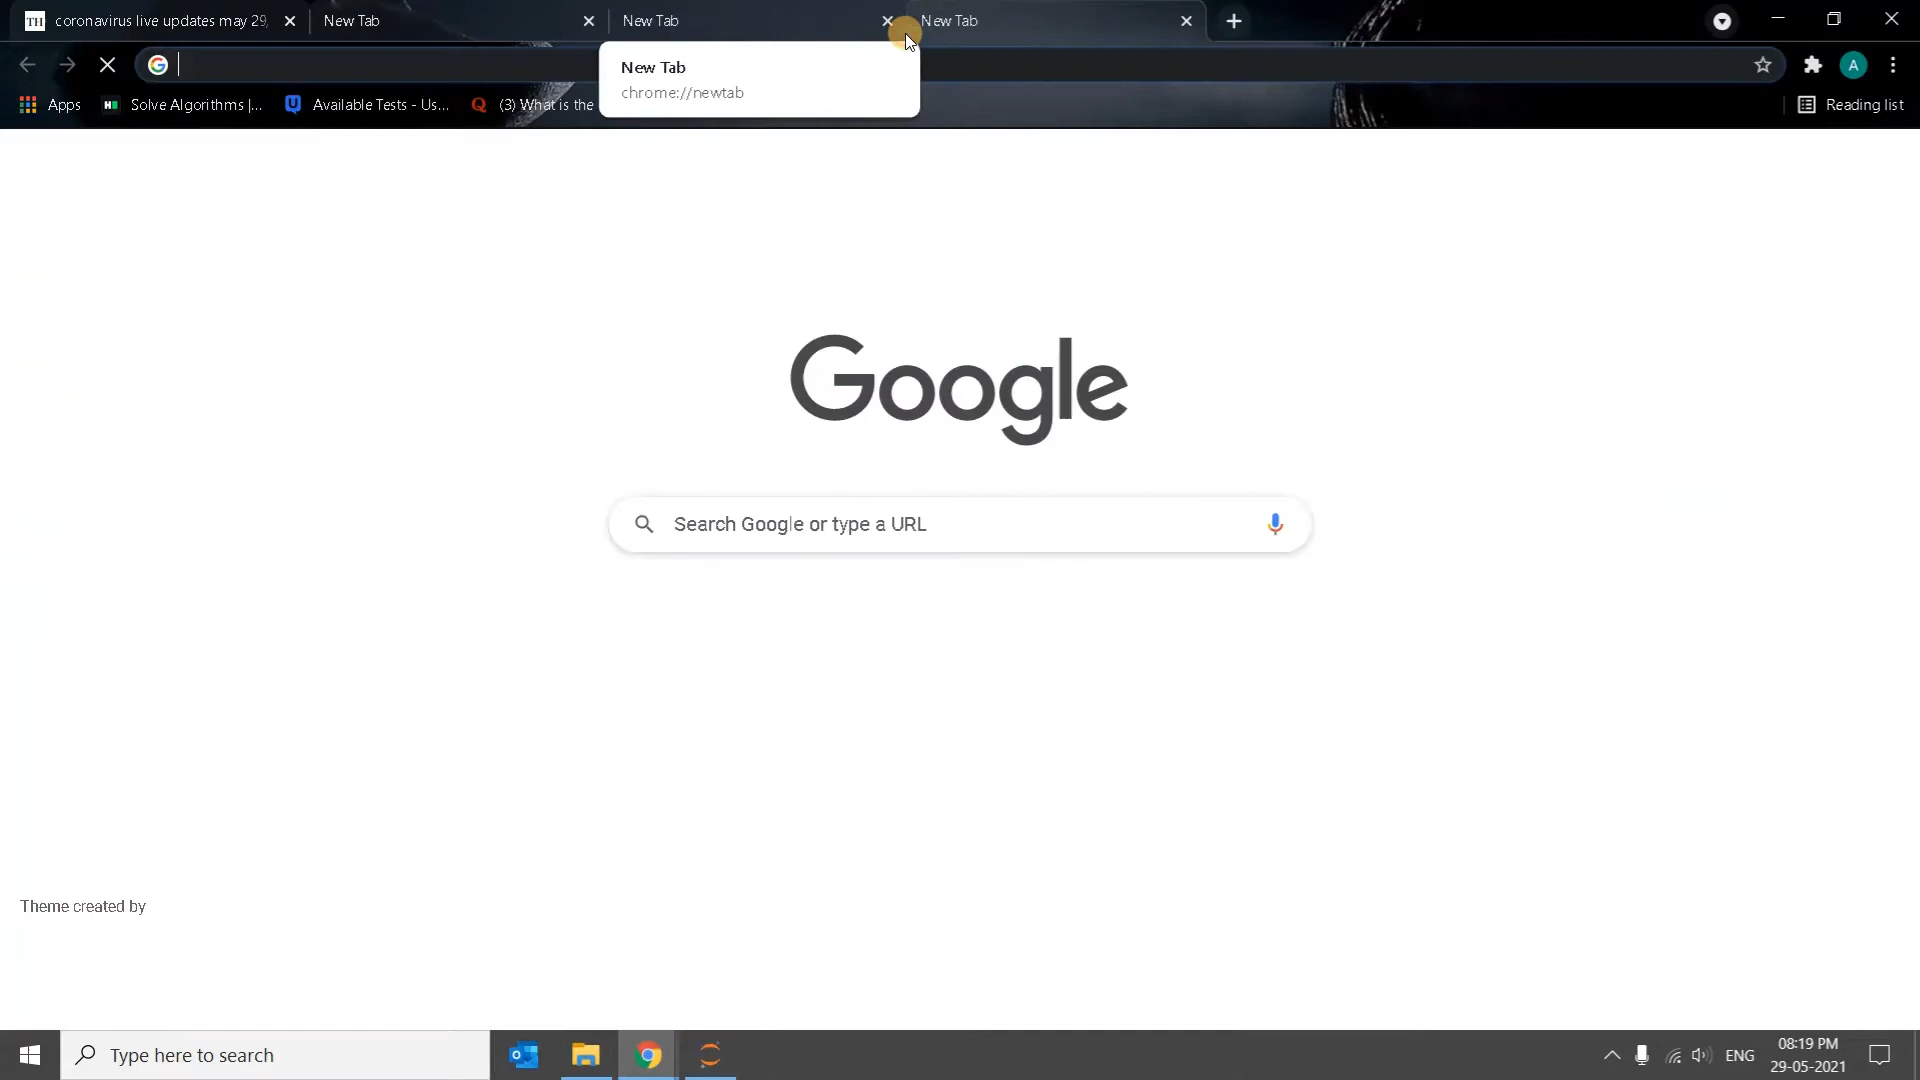 TH coronavirus live updates may 29,
New Tab
New Tab
New Tab
New Tab
chrome://newtab
A
Apps
Solve Algorithms |...
Available Tests - Us...
(3) What is the
Reading list
Google
Search Google or type a URL
Theme created by
Type here to search
ENG
08:19 PM
29-05-2021